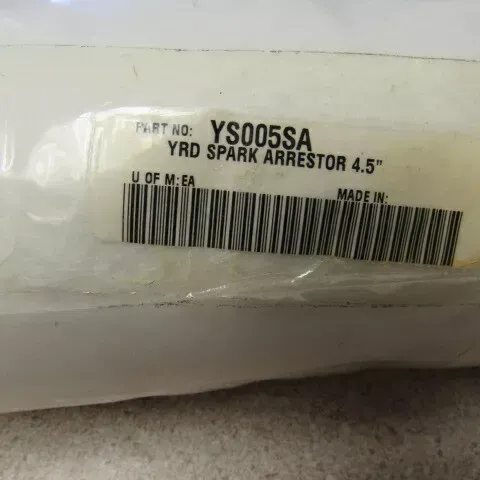 PART NO: YS005SA
YRD SPARK ARRESTOR 4.5"
U OF M:EA MADE IN: